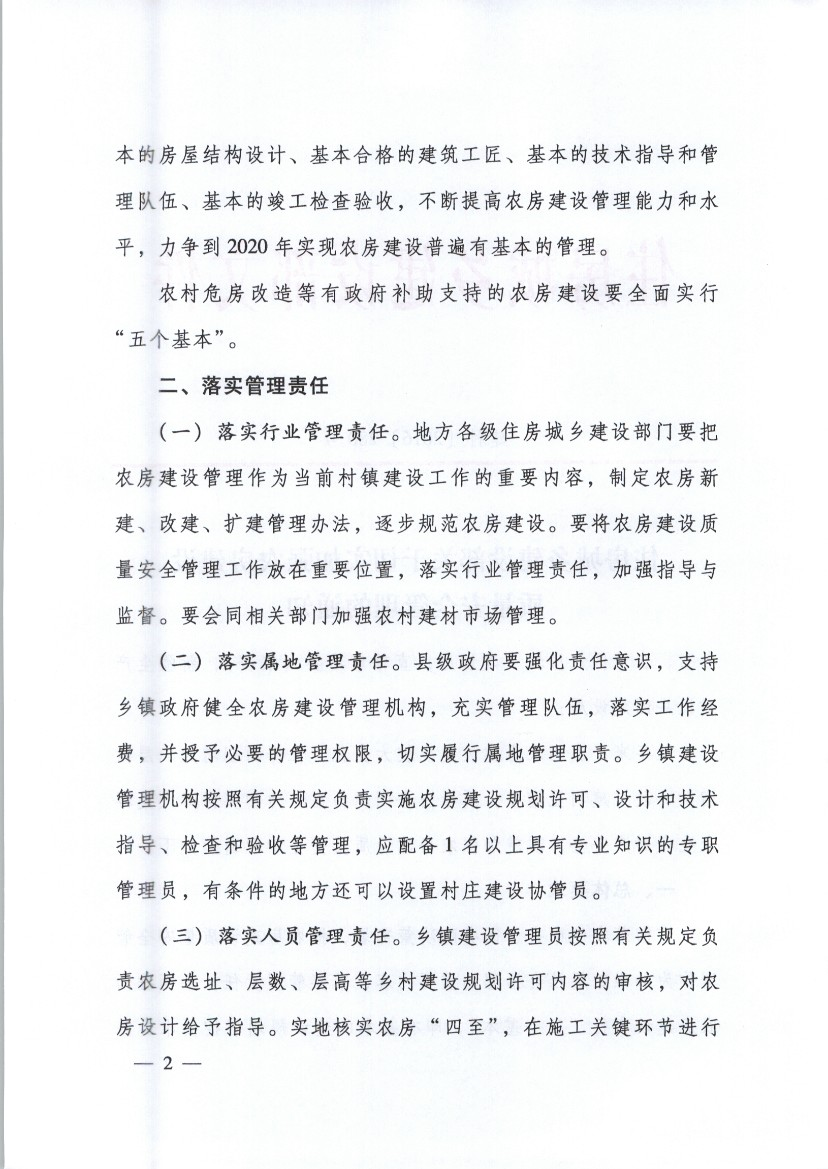 本的房屋结构设计、基本合格的建筑工匠、基本的技术指导和管
理队伍、基本的竣工检查验收，不断提高农房建设管理能力和水
平，力争到 2020 年实现农房建设普遍有基本的管理。
农村危房改造等有政府补助支持的农房建设要全面实行
“五个基本”。
二、落实管理责任
（一）落实行业管理责任。地方各级住房城乡建设部门要把
农房建设管理作为当前村镇建设工作的重要内容，制定农房新
建、改建、扩建管理办法，逐步规范农房建设。要将农房建设质
量安全管理工作放在重要位置，落实行业管理责任，加强指导与
监督。要会同相关部门加强农村建材市场管理。
（二）落实属地管理责任。县级政府要强化责任意识，支持
乡镇政府健全农房建设管理机构，充实管理队伍，落实工作经
费，并授予必要的管理权限，切实履行属地管理职责。乡镇建设
管理机构按照有关规定负责实施农房建设规划许可、设计和技术
指导、检查和验收等管理，应配备 1 名以上具有专业知识的专职
管理员，有条件的地方还可以设置村庄建设协管员。
（三）落实人员管理责任。乡镇建设管理员按照有关规定负
责农房选址、层数、层高等乡村建设规划许可内容的审核，对农
房设计给予指导。实地核实农房“四至”，在施工关键环节进行
— 2 —